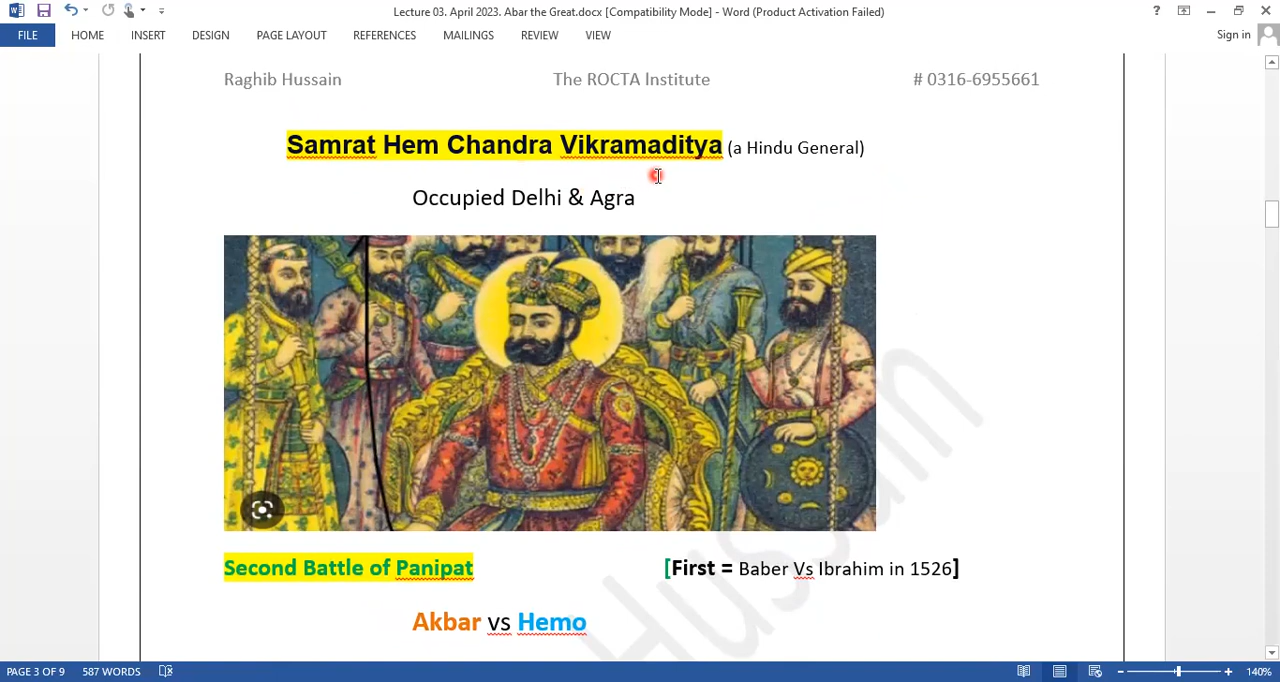 Lecture 03. April 2023. Abar the Great.docx [Compatibility Mode] - Word (Product Activation Failed)
FILE HOME INSERT DESIGN PAGE LAYOUT REFERENCES MAILINGS REVIEW VIEW Sign in
Raghib Hussain The ROCTA Institute # 0316-6955661
Samrat Hem Chandra Vikramaditya (a Hindu General)
Occupied Delhi & Agra
Second Battle of Panipat [First = Baber Vs Ibrahim in 1526]
Akbar vs Hemo
Hussain
PAGE 3 OF 9 587 WORDS 140%